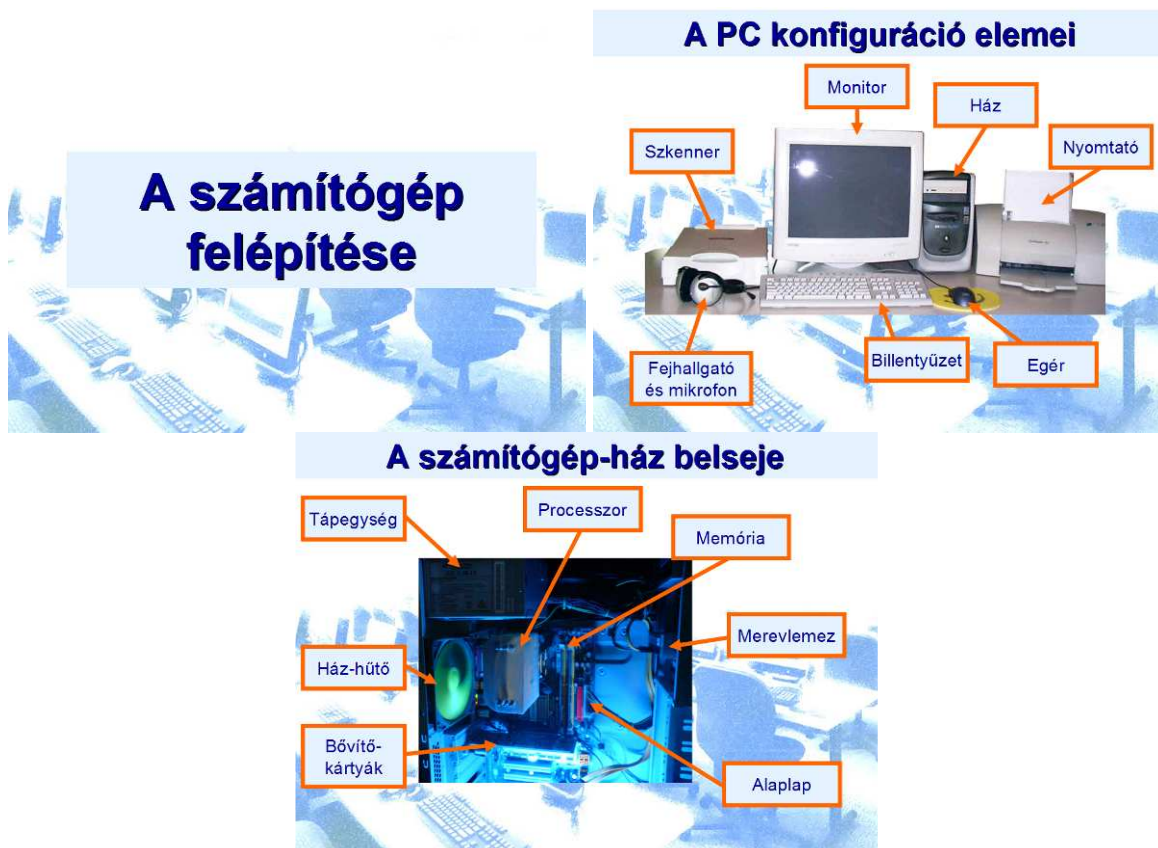 A számítógép
felépítése
A PC konfiguráció elemei
Monitor
Ház
Szkenner
Nyomtató
Fejhallgató
és mikrofon
Billentyűzet
Egér
A számítógép-ház belseje
Tápegység
Processzor
Memória
Merevlemez
Ház-hűtő
Bővítő-
kártyák
Alaplap